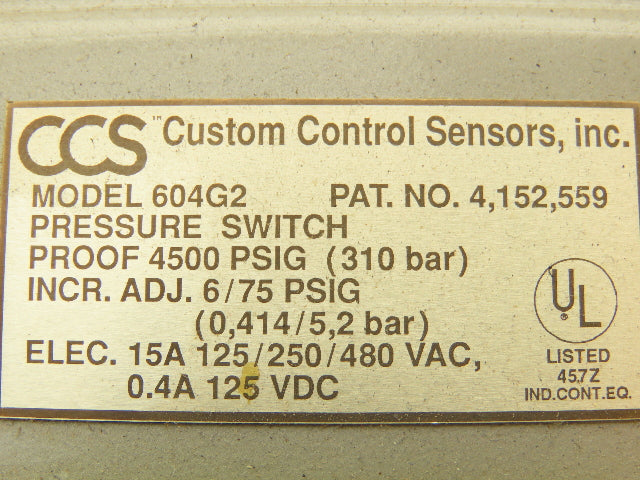 CCS™ Custom Control Sensors, inc.
MODEL 604G2 PAT. NO. 4,152,559
PRESSURE SWITCH
PROOF 4500 PSIG (310 bar)
INCR. ADJ. 6/75 PSIG
(0,414/5,2 bar)
ELEC. 15A 125/250/480 VAC,
0.4A 125 VDC
UL®
LISTED
457Z
IND.CONT.EQ.